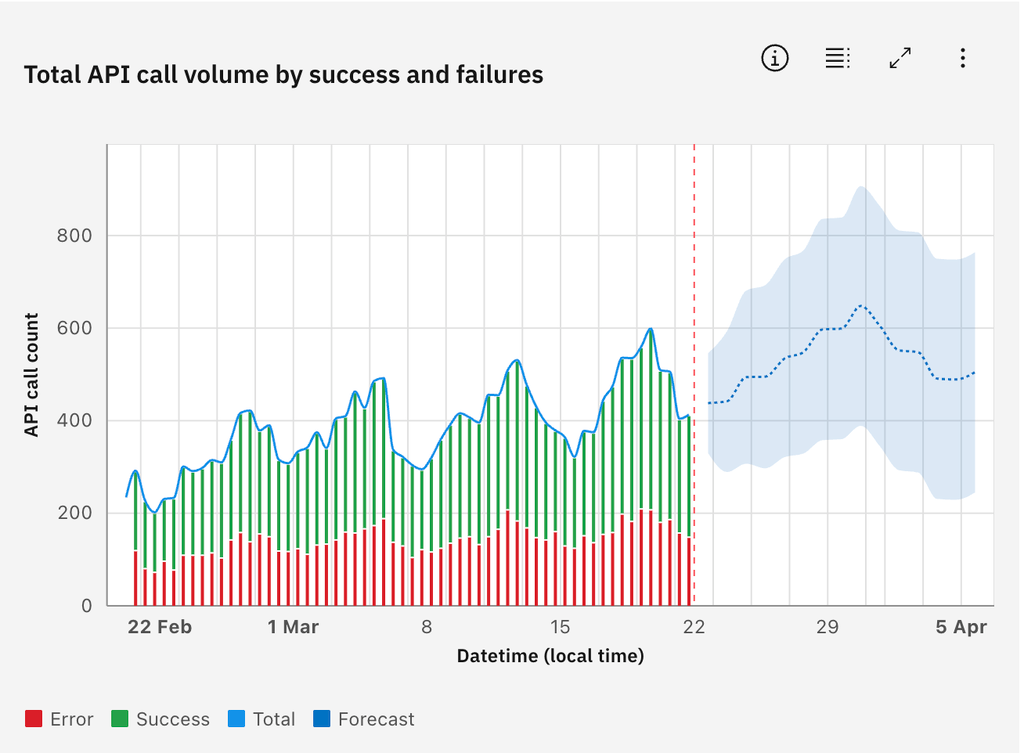 Total API call volume by success and failures
API call count
800
600
400
200
0
22 Feb 1 Mar 8 15 22 29 5 Apr
Datetime (local time)
Error Success Total Forecast